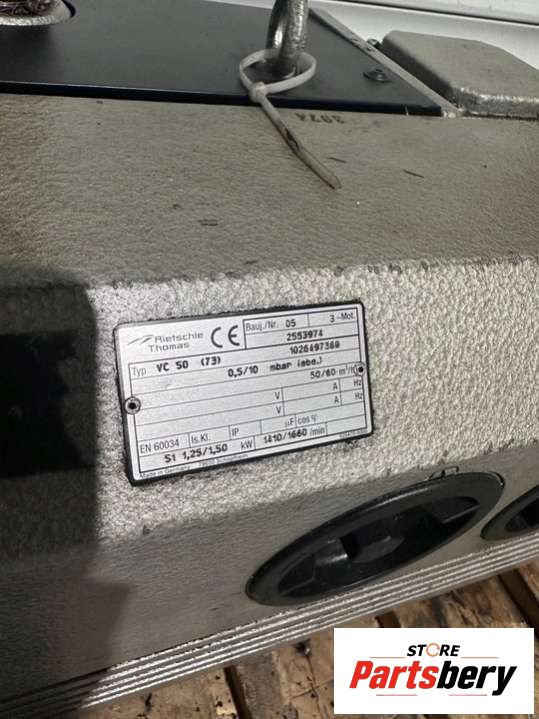 3974
Rietschle
Thomas
CE
Bauj./Nr. 05
3 ~Mot.
2553974
Typ VC 50 (73)
1026497360
0,5/10 mbar (abs.)
50/60 m³/h
V A Hz
V A Hz
EN 60034 Is.Kl. IP µF cos φ
S1 1,25/1,50 kW 1410/1660 /min
Made in Germany
STORE
Partsbery